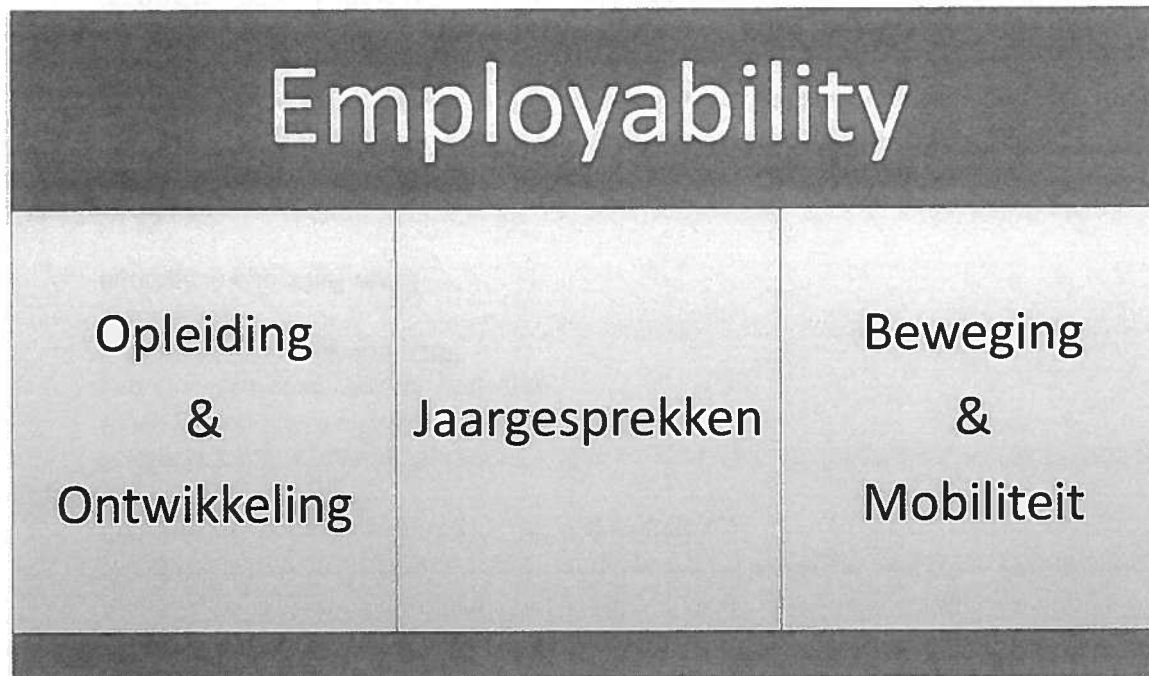 Employability
Opleiding
&
Ontwikkeling
Jaargesprekken
Beweging
&
Mobiliteit